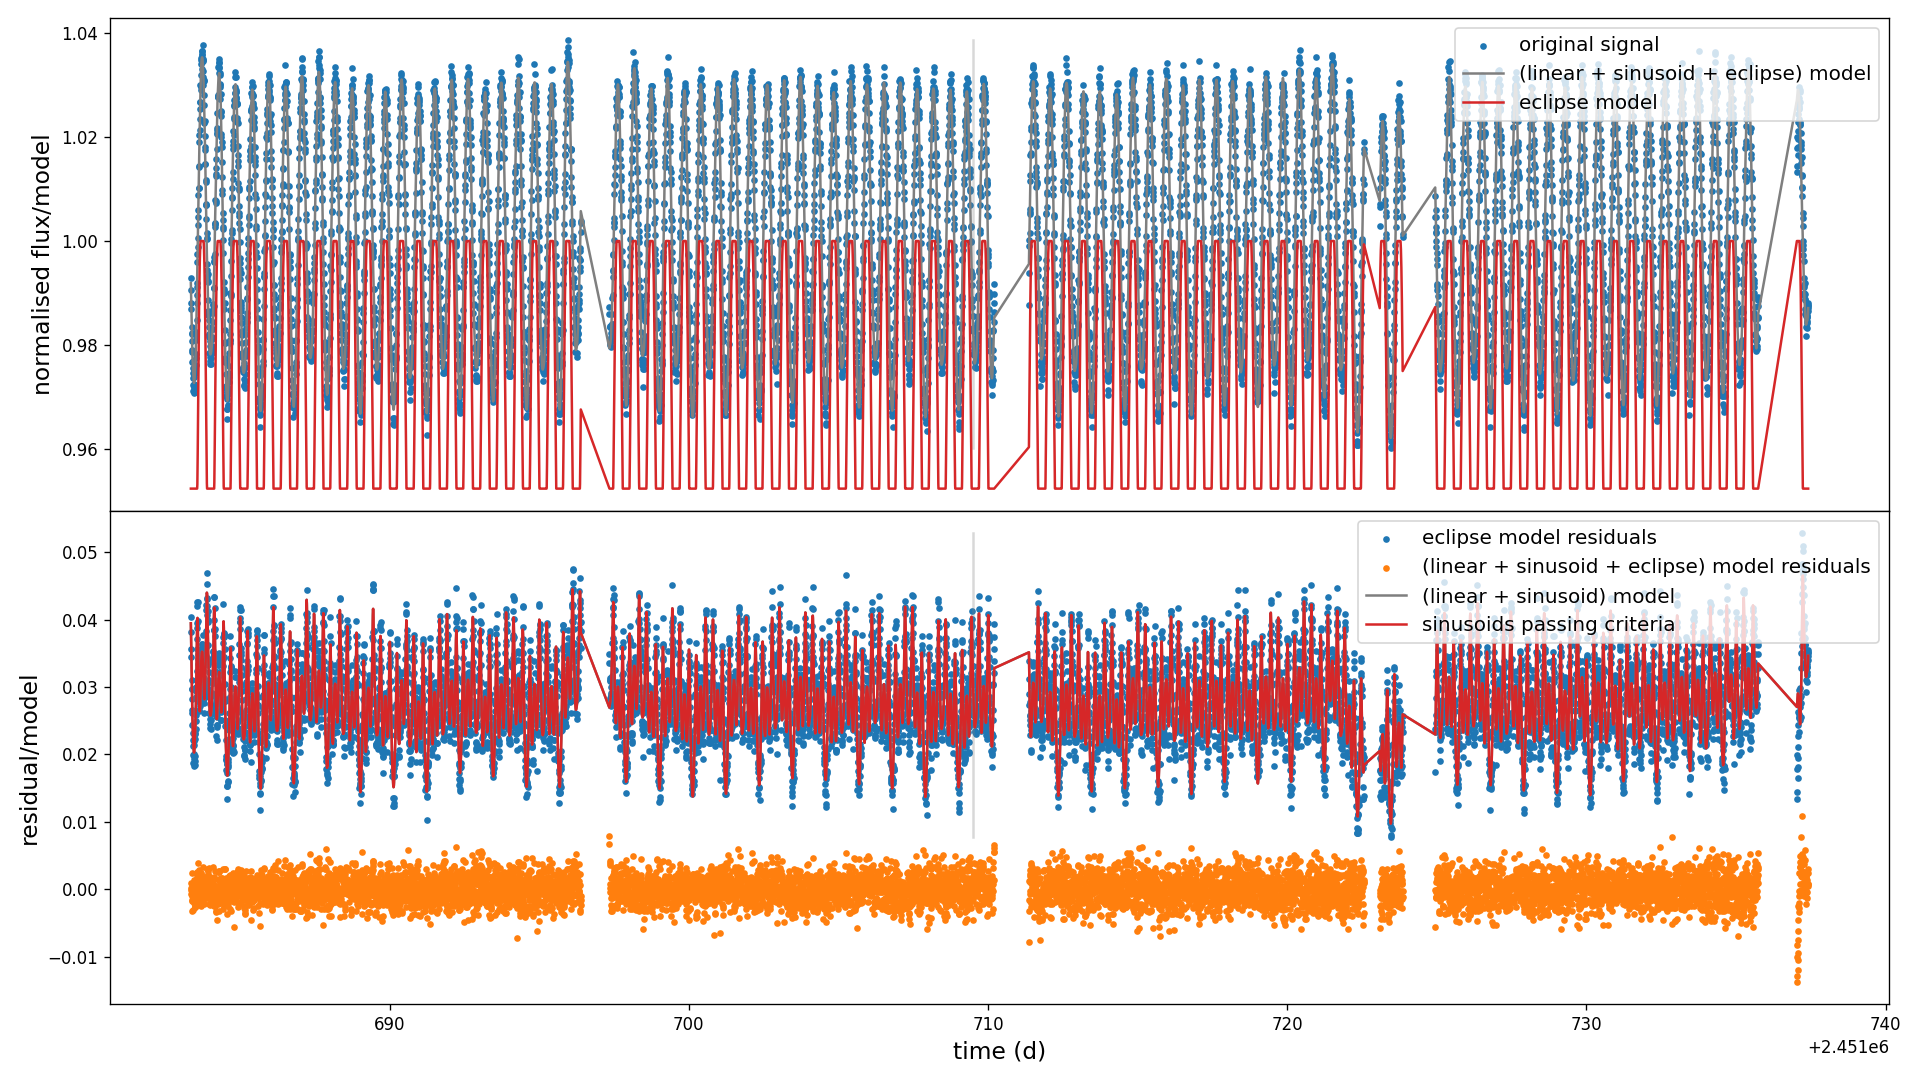 1.04
1.02
1.00
0.98
0.96
normalised flux/model
original signal
(linear + sinusoid + eclipse) model
eclipse model
0.05
0.04
0.03
0.02
0.01
0.00
−0.01
residual/model
eclipse model residuals
(linear + sinusoid + eclipse) model residuals
(linear + sinusoid) model
sinusoids passing criteria
690
700
710
720
730
740
time (d)
+2.451e6